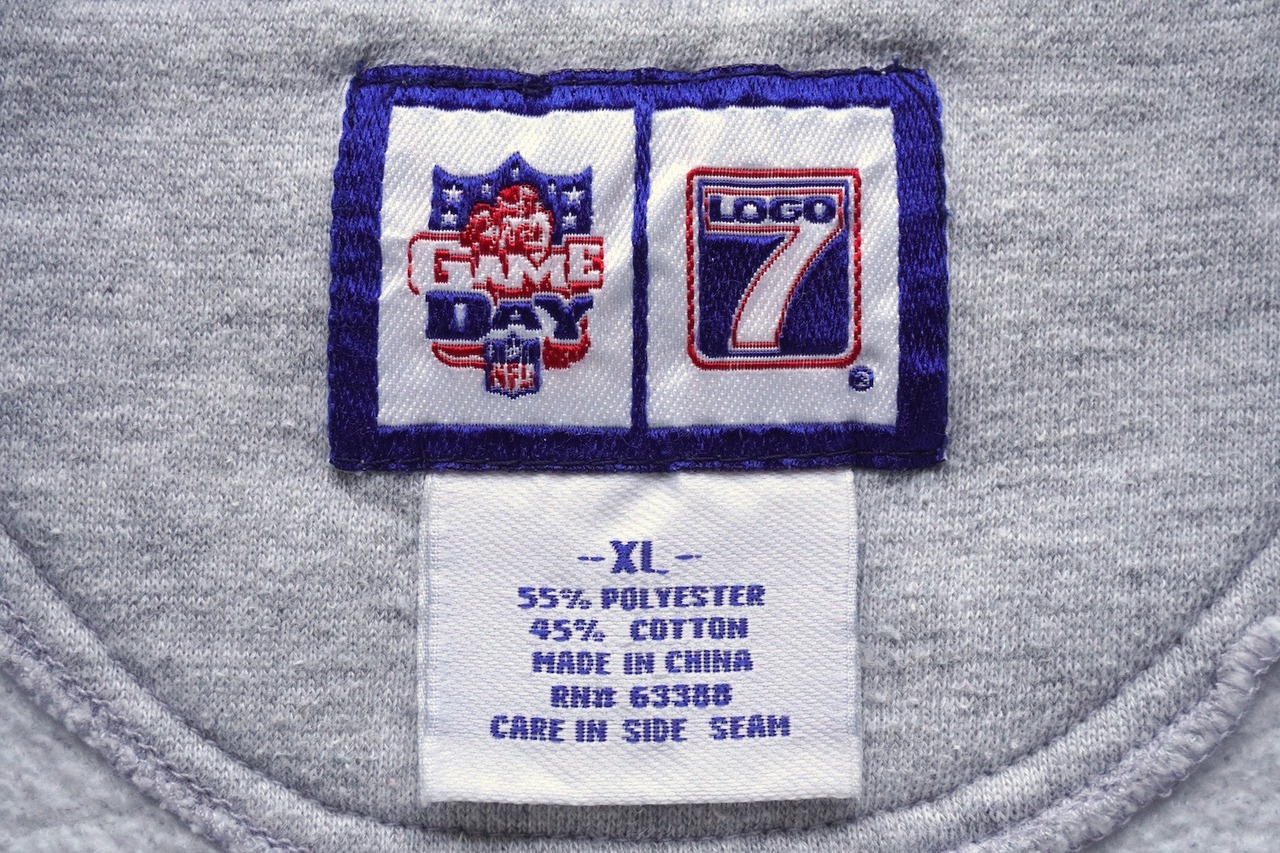 GAME
DAY
NFL
LOGO
7
®
--XL--
55% POLYESTER
45% COTTON
MADE IN CHINA
RN# 63388
CARE IN SIDE SEAM